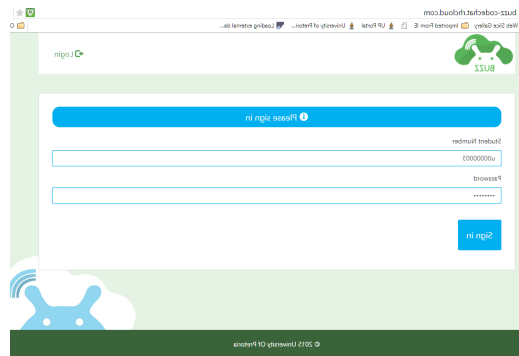 buzz-codechat.rhcloud.com
Web Slice Gallery Imported From IE UP Portal University of Pretori... Loading external da...
BUZZ
Login
Please sign in
Student Number
u00000003
Password
Sign in
© 2015 University Of Pretoria